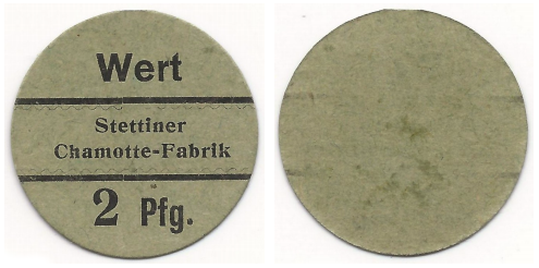 Wert
Stettiner
Chamotte-Fabrik
2 Pfg.